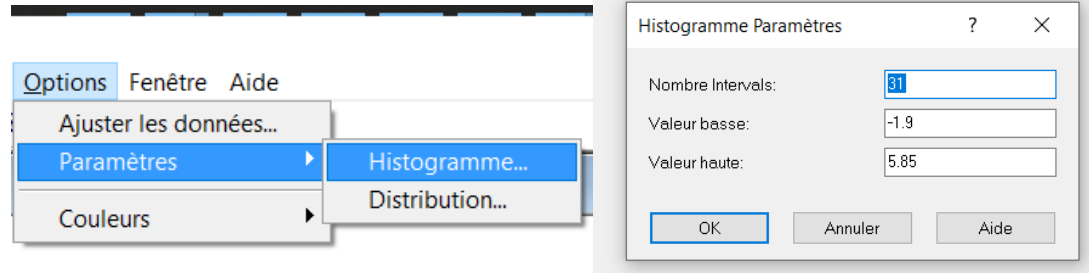 Options Fenêtre Aide
Ajuster les données...
Paramètres
Histogramme...
Distribution...
Couleurs
Histogramme Paramètres ? ×
Nombre Intervals: 31
Valeur basse: -1.9
Valeur haute: 5.85
OK Annuler Aide